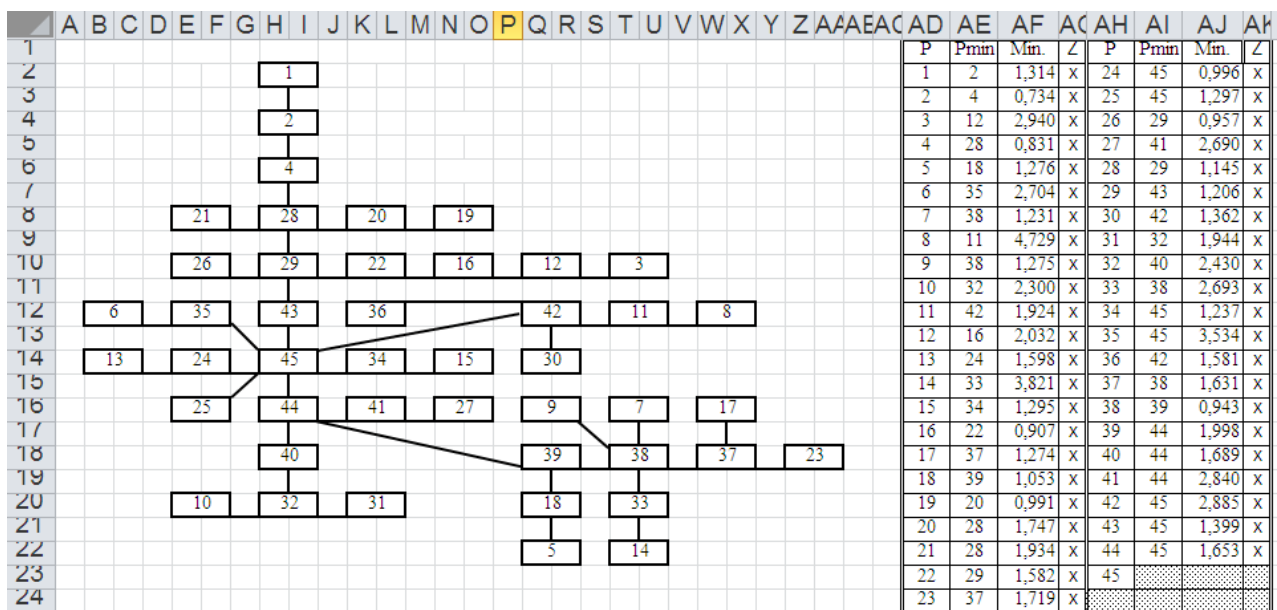 A B C D E F G H I J K L M N O P Q R S T U V W X Y Z AA AE AC AD AE AF AG AH AI AJ AK
1 P Pmin Min. Z P Pmin Min. Z
2 1 1 2 1,314 x 24 45 0,996 x
3 2 4 0,734 x 25 45 1,297 x
4 2 3 12 2,940 x 26 29 0,957 x
5 4 28 0,831 x 27 41 2,690 x
6 4 5 18 1,276 x 28 29 1,145 x
7 6 35 2,704 x 29 43 1,206 x
8 21 28 20 19 7 38 1,231 x 30 42 1,362 x
9 8 11 4,729 x 31 32 1,944 x
10 26 29 22 16 12 3 9 38 1,275 x 32 40 2,430 x
11 10 32 2,300 x 33 38 2,693 x
12 6 35 43 36 42 11 8 11 42 1,924 x 34 45 1,237 x
13 12 16 2,032 x 35 45 3,534 x
14 13 24 45 34 15 30 13 24 1,598 x 36 42 1,581 x
15 14 33 3,821 x 37 38 1,631 x
16 25 44 41 27 9 7 17 15 34 1,295 x 38 39 0,943 x
17 16 22 0,907 x 39 44 1,998 x
18 40 39 38 37 23 17 37 1,274 x 40 44 1,689 x
19 18 39 1,053 x 41 44 2,840 x
20 10 32 31 18 33 19 20 0,991 x 42 45 2,885 x
21 20 28 1,747 x 43 45 1,399 x
22 5 14 21 28 1,934 x 44 45 1,653 x
23 22 29 1,582 x 45
24 23 37 1,719 x